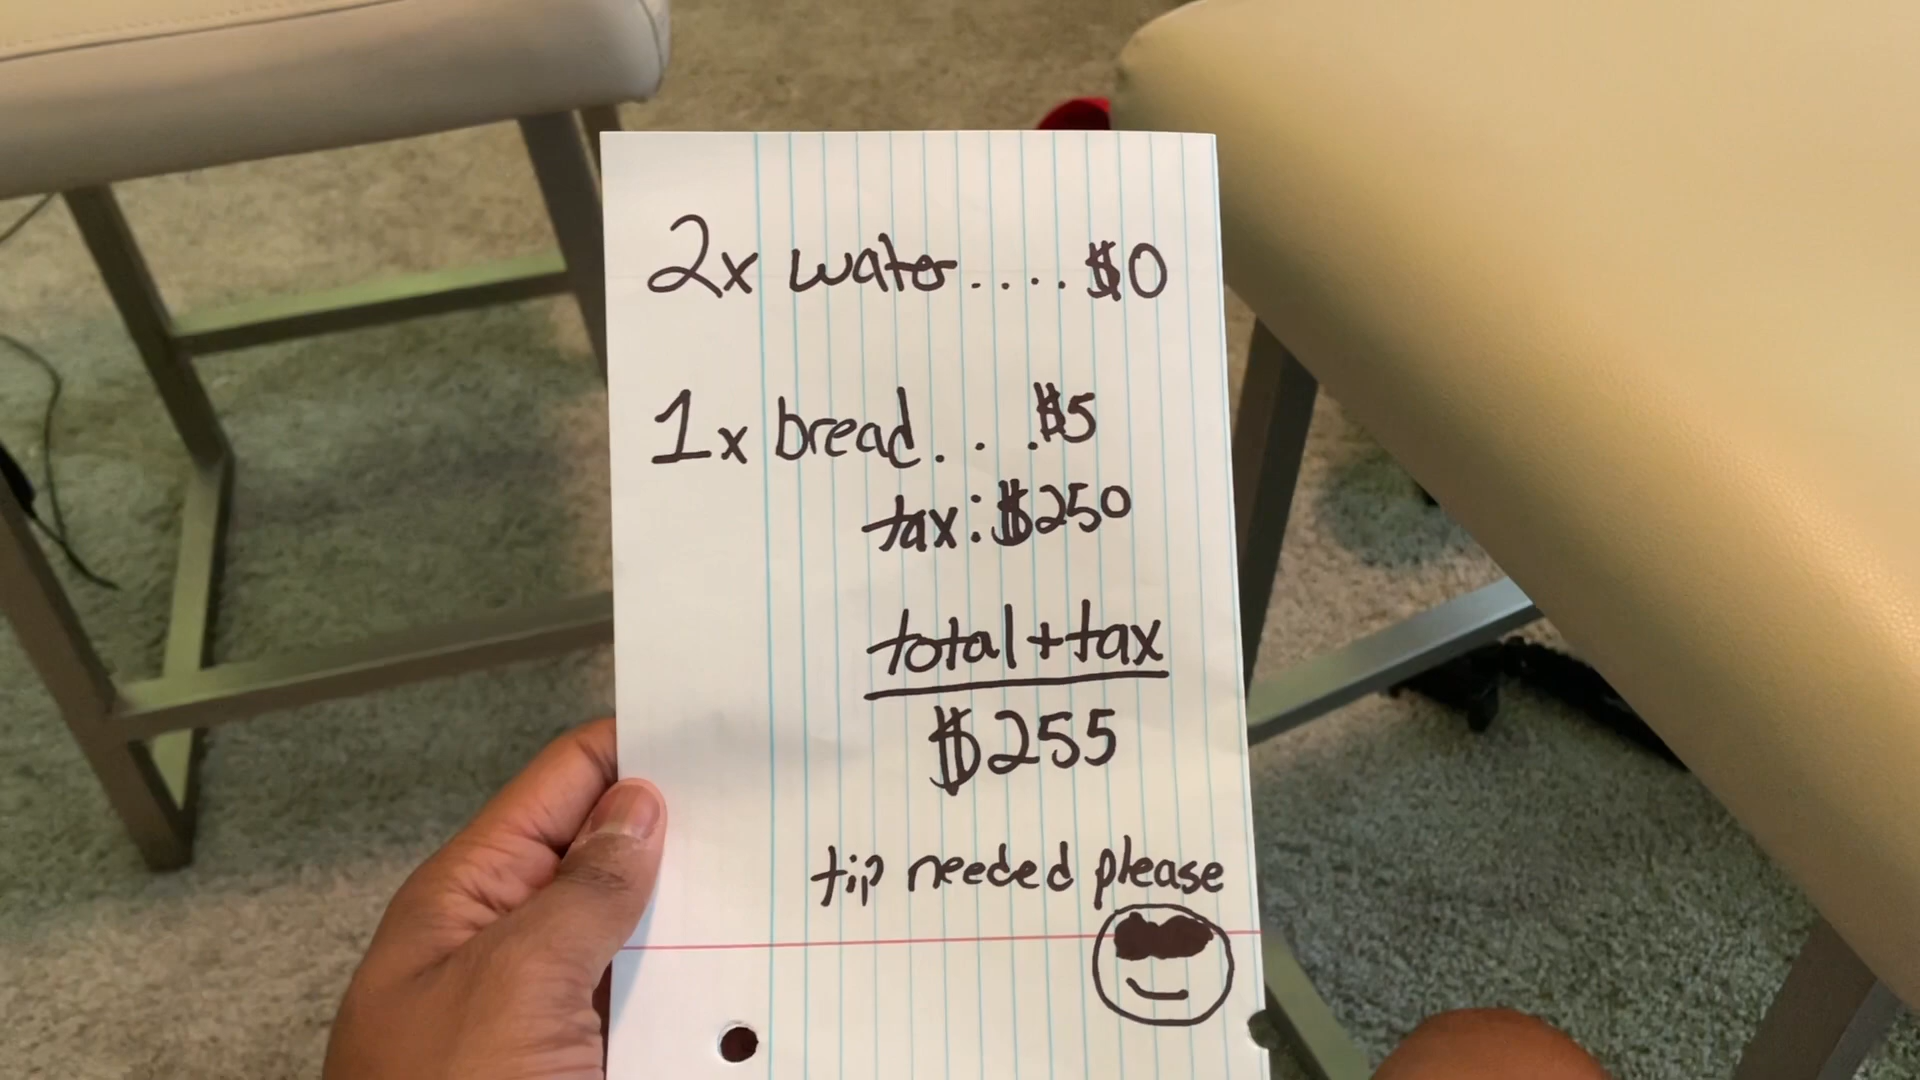 2x water....$0
1x bread...$5
tax:$250
total+tax
$255
tip needed please